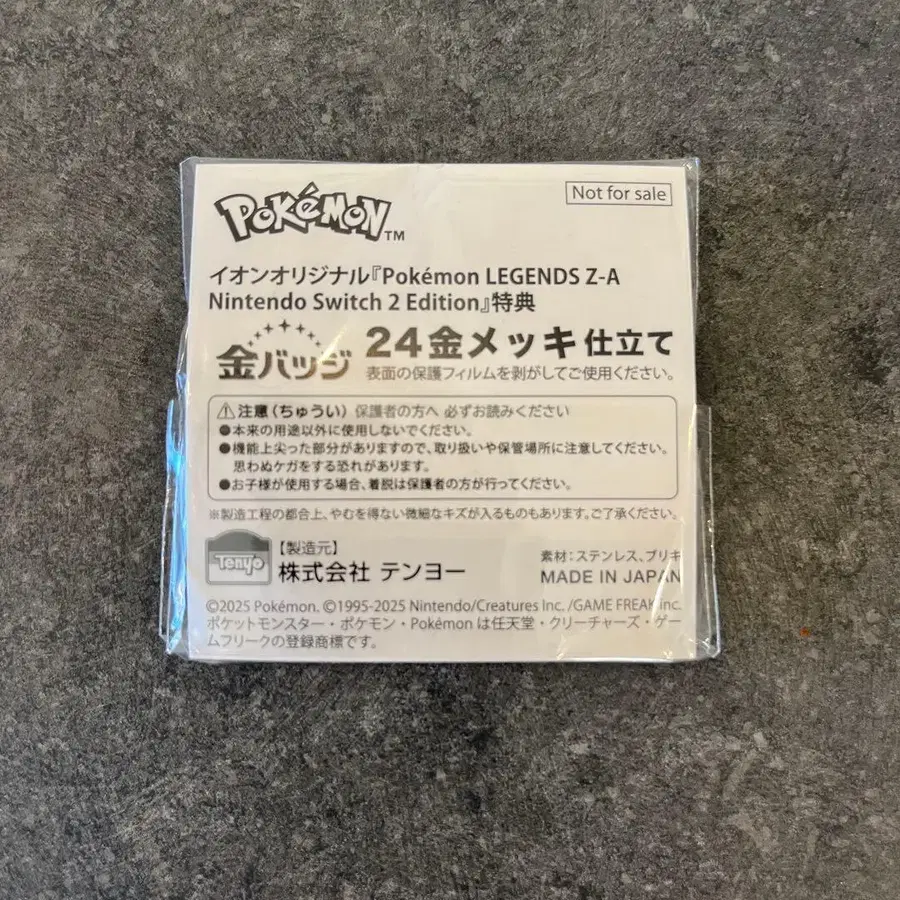 POKéMON TM
Not for sale
イオンオリジナル『Pokémon LEGENDS Z-A
Nintendo Switch 2 Edition』特典
金バッジ
24金メッキ仕立て
表面の保護フィルムを剥がしてご使用ください。
⚠注意（ちゅうい） 保護者の方へ 必ずお読みください
●本来の用途以外に使用しないでください。
●機能上尖った部分がありますので、取り扱いや保管場所に注意してください。
思わぬケガをする恐れがあります。
●お子様が使用する場合、着脱は保護者の方が行ってください。
※製造工程の都合上、やむを得ない微細なキズが入るものもあります。ご了承ください。
Tenyo
【製造元】
株式会社 テンヨー
素材：ステンレス、ブリキ
MADE IN JAPAN
©2025 Pokémon. ©1995-2025 Nintendo/Creatures Inc. /GAME FREAK inc.
ポケットモンスター・ポケモン・Pokémon は任天堂・クリーチャーズ・ゲー
ムフリークの登録商標です。